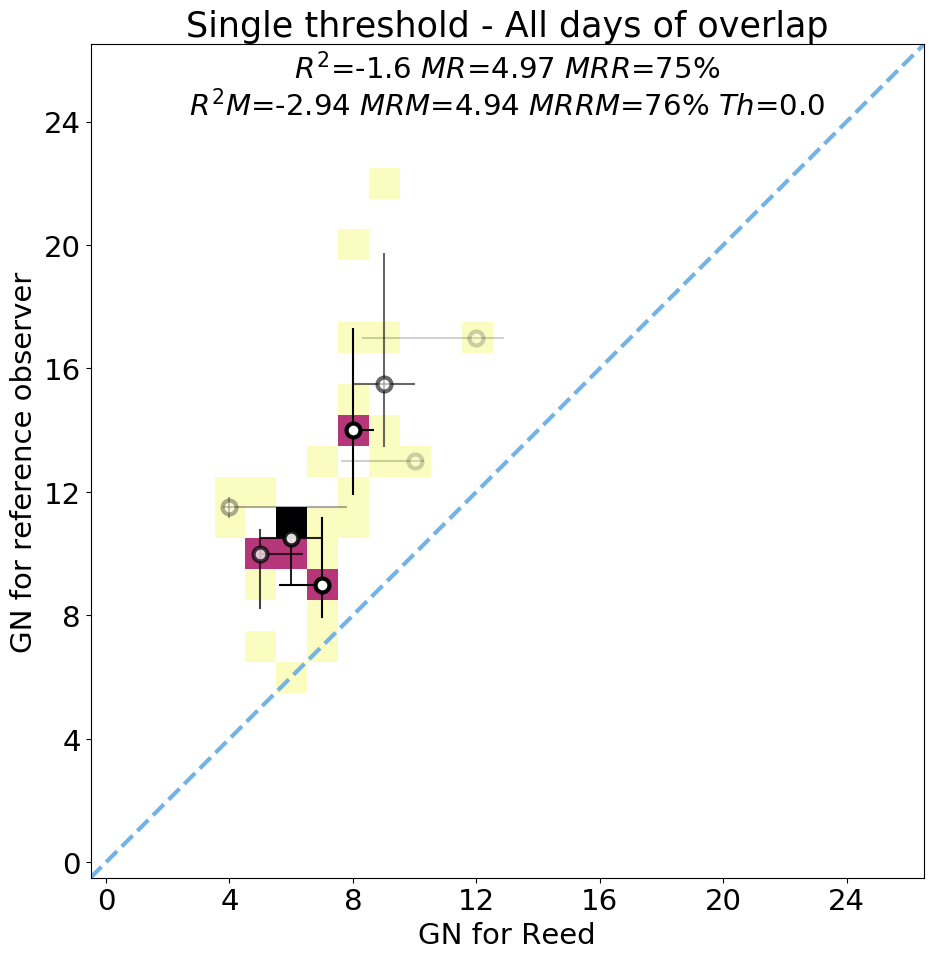 Single threshold - All days of overlap
R²=-1.6 MR=4.97 MRR=75%
R²M=-2.94 MRM=4.94 MRRM=76% Th=0.0
24
20
16
12
8
4
0
GN for reference observer
0 4 8 12 16 20 24
GN for Reed